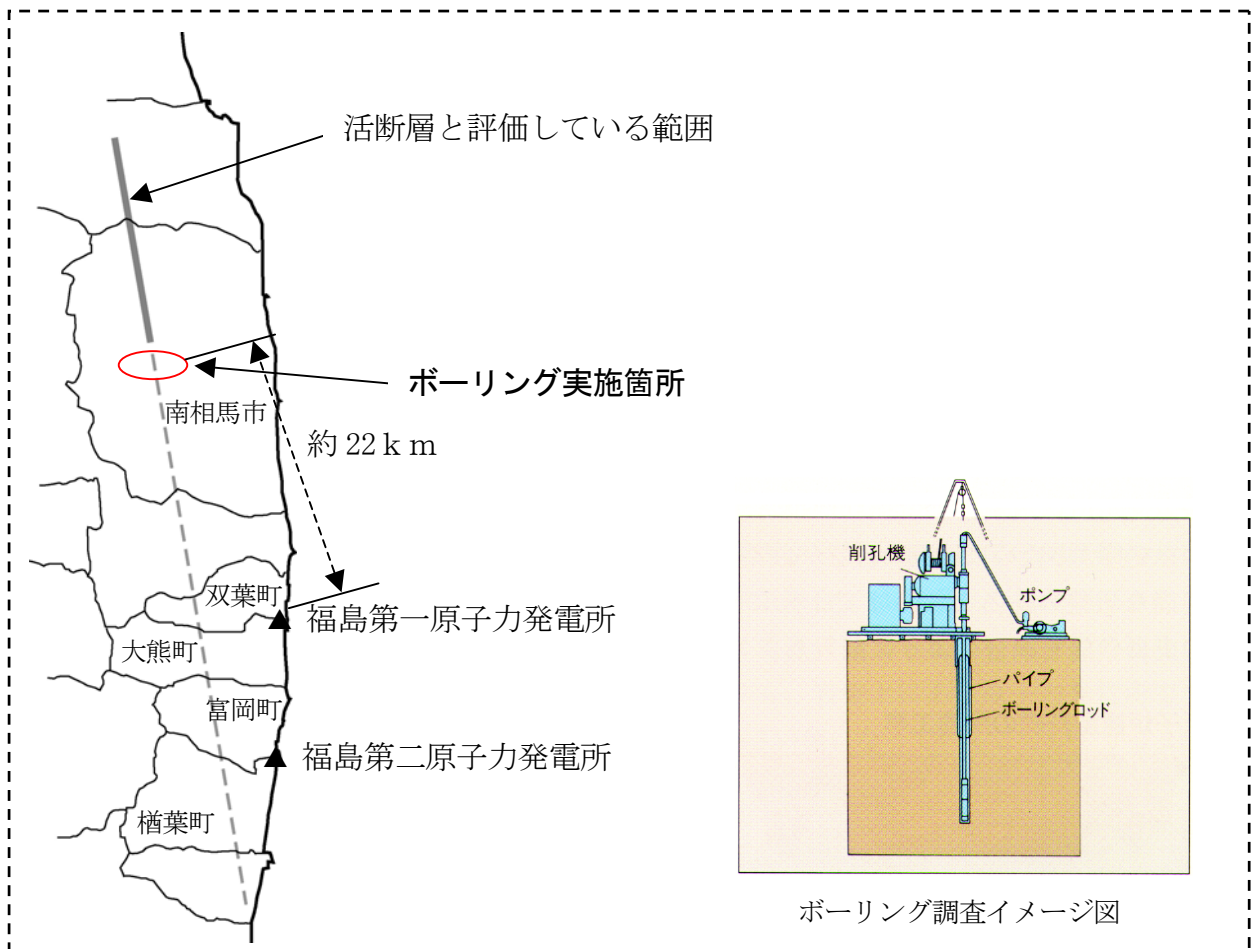 活断層と評価している範囲
ボーリング実施箇所
南相馬市
約 22ｋｍ
双葉町
福島第一原子力発電所
大熊町
富岡町
福島第二原子力発電所
楢葉町
削孔機
ポンプ
パイプ
ボーリングロッド
ボーリング調査イメージ図